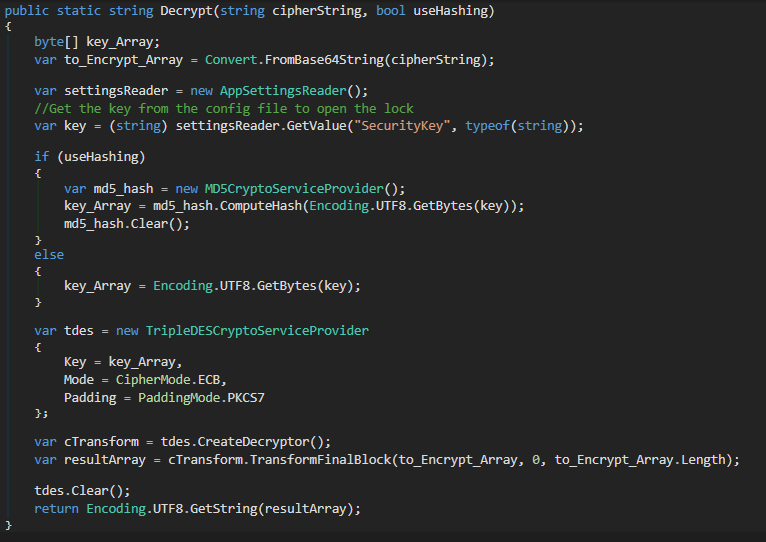 public static string Decrypt(string cipherString, bool useHashing)
{
byte[] key_Array;
var to_Encrypt_Array = Convert.FromBase64String(cipherString);
var settingsReader = new AppSettingsReader();
//Get the key from the config file to open the lock
var key = (string) settingsReader.GetValue("SecurityKey", typeof(string));
if (useHashing)
{
var md5_hash = new MD5CryptoServiceProvider();
key_Array = md5_hash.ComputeHash(Encoding.UTF8.GetBytes(key));
md5_hash.Clear();
}
else
{
key_Array = Encoding.UTF8.GetBytes(key);
}
var tdes = new TripleDESCryptoServiceProvider
{
Key = key_Array,
Mode = CipherMode.ECB,
Padding = PaddingMode.PKCS7
};
var cTransform = tdes.CreateDecryptor();
var resultArray = cTransform.TransformFinalBlock(to_Encrypt_Array, 0, to_Encrypt_Array.Length);
tdes.Clear();
return Encoding.UTF8.GetString(resultArray);
}